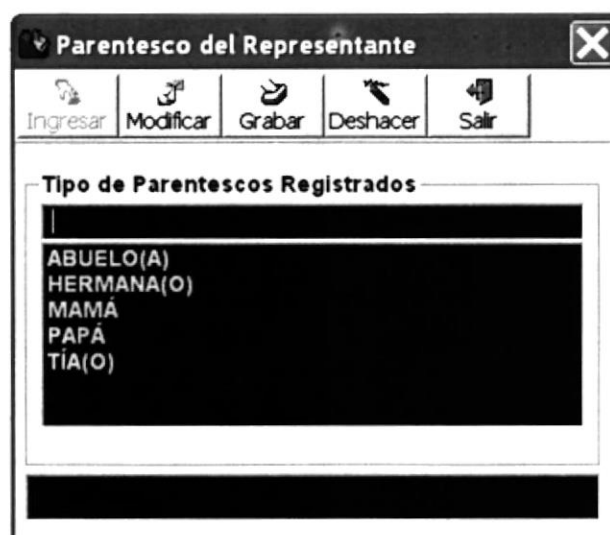 Parentesco del Representante
Ingresar Modificar Grabar Deshacer Salir
Tipo de Parentescos Registrados
ABUELO(A)
HERMANA(O)
MAMÁ
PAPÁ
TÍA(O)